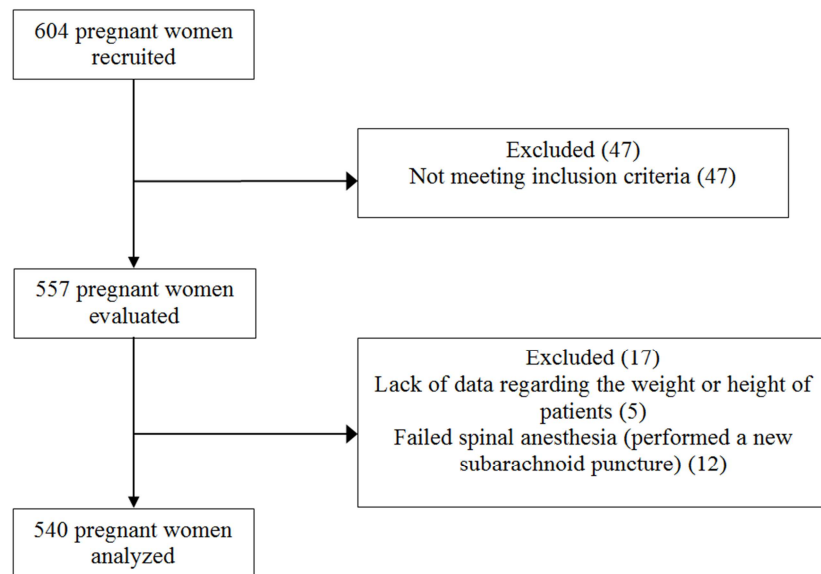 604 pregnant women
recruited
Excluded (47)
Not meeting inclusion criteria (47)
557 pregnant women
evaluated
Excluded (17)
Lack of data regarding the weight or height of
patients (5)
Failed spinal anesthesia (performed a new
subarachnoid puncture) (12)
540 pregnant women
analyzed